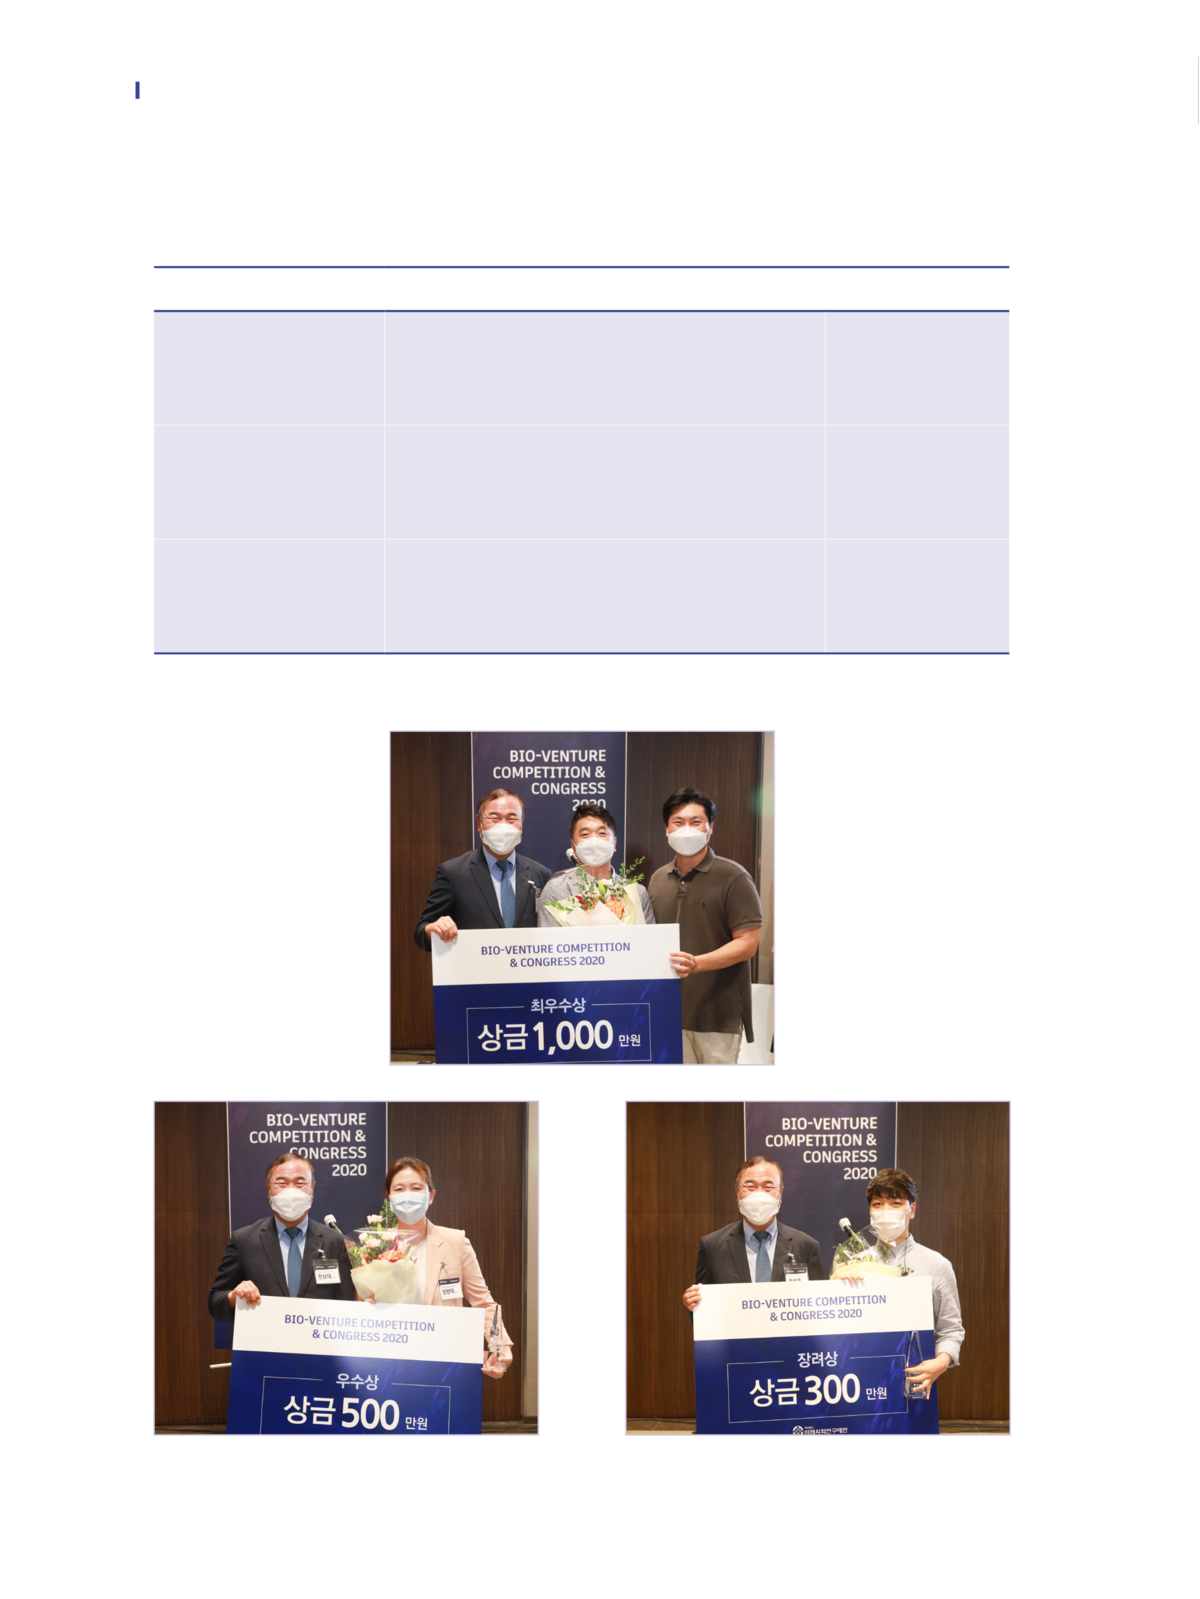 BIO-VENTURE
COMPETITION &
CONGRESS
2020
BIO-VENTURE COMPETITION
& CONGRESS 2020
최우수상
상금 1,000 만원
BIO-VENTURE
COMPETITION &
CONGRESS
2020
BIO-VENTURE COMPETITION
& CONGRESS 2020
우수상
상금 500 만원
BIO-VENTURE
COMPETITION &
CONGRESS
2020
BIO-VENTURE COMPETITION
& CONGRESS 2020
장려상
상금 300 만원